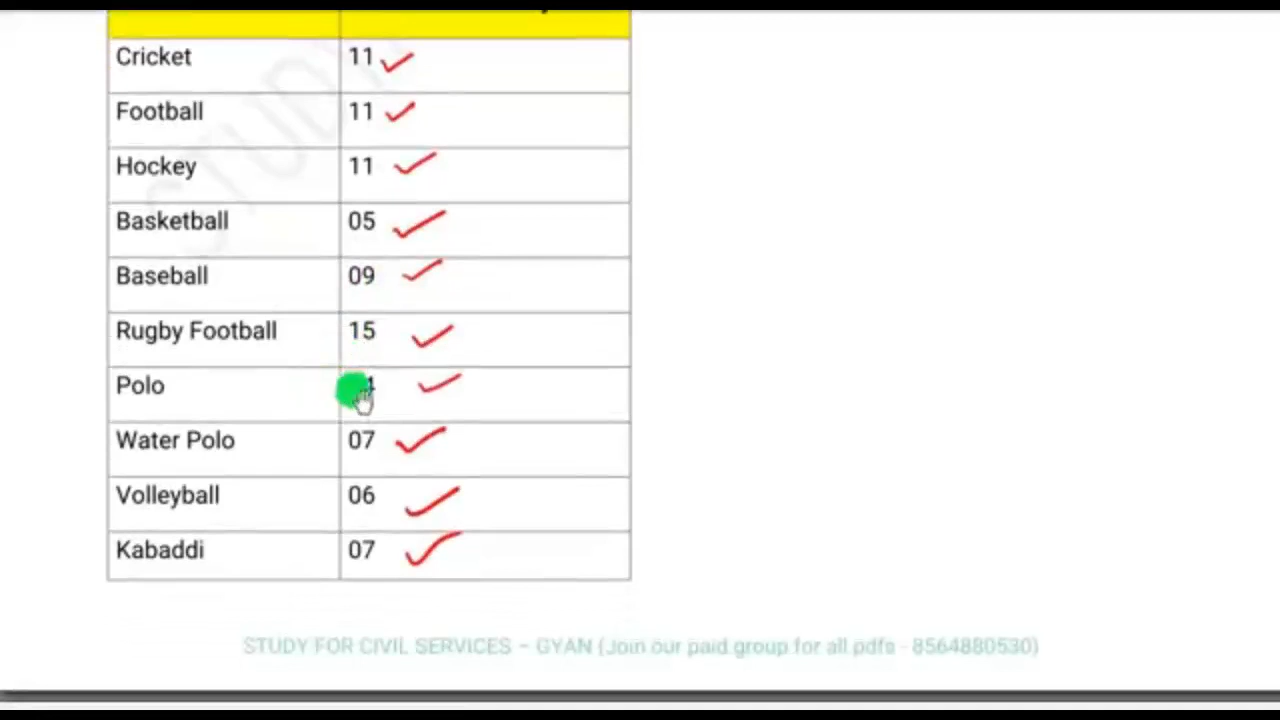 Cricket 11
Football 11
Hockey 11
Basketball 05
Baseball 09
Rugby Football 15
Polo
Water Polo 07
Volleyball 06
Kabaddi 07
STUDY FOR CIVIL SERVICES - GYAN (Join our paid group for all pdfs - 8564880530)
STUDY